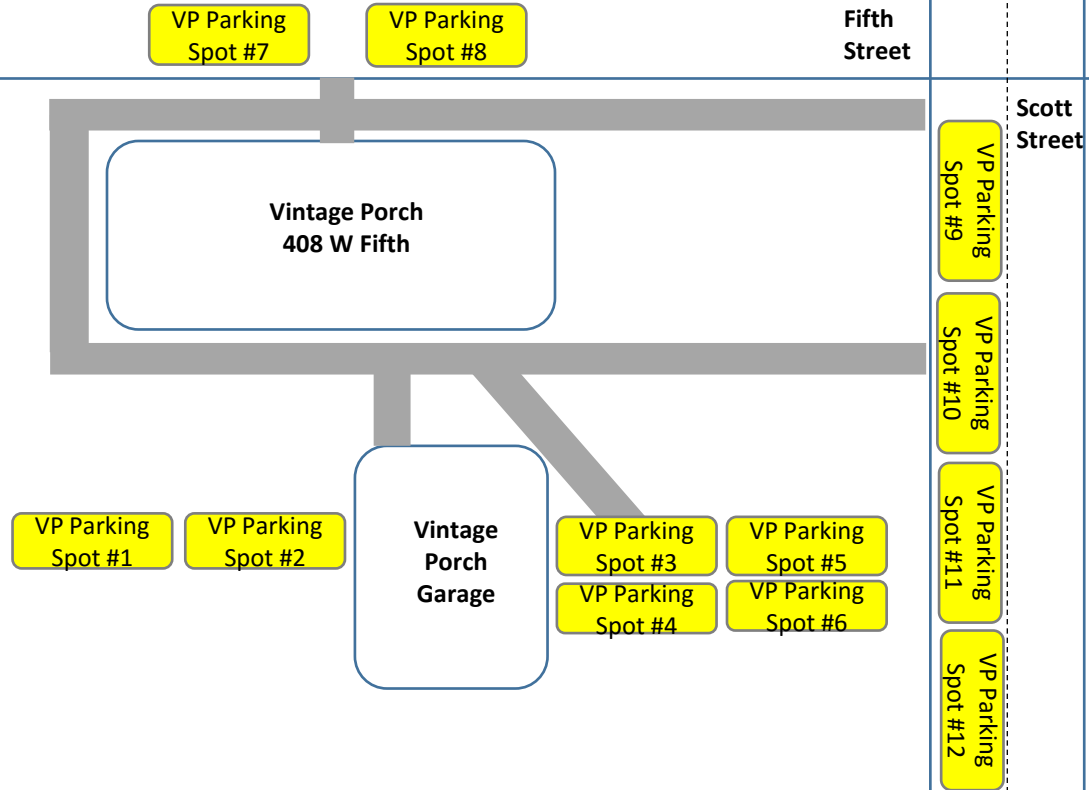 VP Parking
Spot #7
VP Parking
Spot #8
Fifth
Street
Scott
Street
VP Parking
Spot #9
Vintage Porch
408 W Fifth
VP Parking
Spot #10
VP Parking
Spot #1
VP Parking
Spot #2
Vintage
Porch
Garage
VP Parking
Spot #3
VP Parking
Spot #5
VP Parking
Spot #4
VP Parking
Spot #6
VP Parking
Spot #11
VP Parking
Spot #12